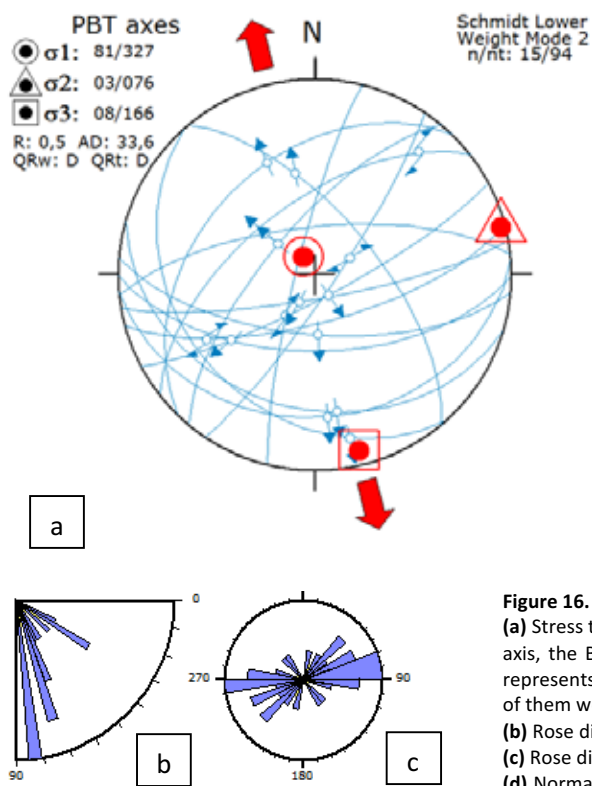 PBT axes
σ1: 81/327
σ2: 03/076
σ3: 08/166
R: 0,5 AD: 33,6
QRw: D QRt: D
N
Schmidt Lower
Weight Mode 2
n/nt: 15/94
a
0
90
b
270
90
180
c
Figure 16.
(a) Stress t
axis, the B
represents
of them w
(b) Rose di
(c) Rose di
(d) Norma